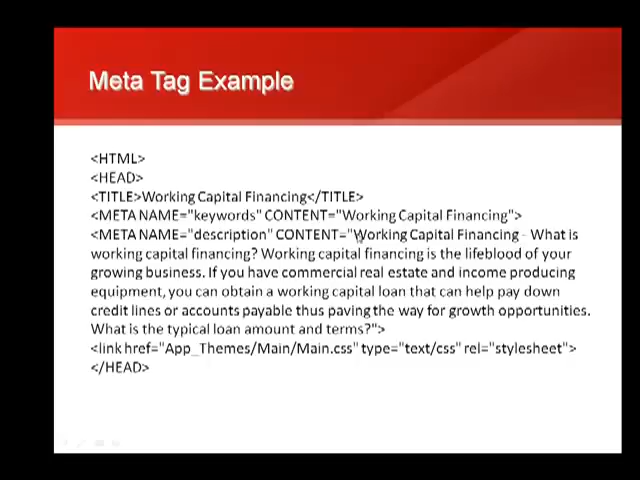 Meta Tag Example
<HTML>
<HEAD>
<TITLE>Working Capital Financing</TITLE>
<META NAME="keywords" CONTENT="Working Capital Financing">
<META NAME="description" CONTENT="Working Capital Financing - What is
working capital financing? Working capital financing is the lifeblood of your
growing business. If you have commercial real estate and income producing
equipment, you can obtain a working capital loan that can help pay down
credit lines or accounts payable thus paving the way for growth opportunities.
What is the typical loan amount and terms?">
<link href="App_Themes/Main/Main.css" type="text/css" rel="stylesheet">
</HEAD>